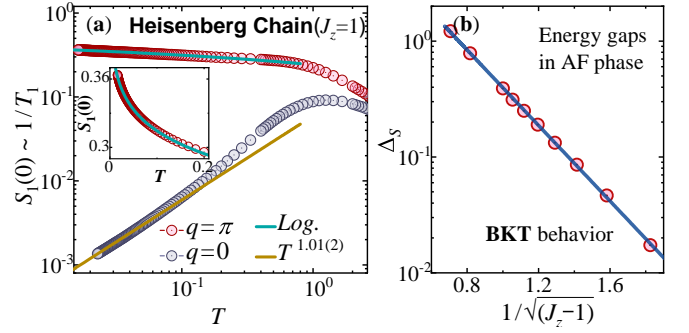 (a) Heisenberg Chain(J_z=1)
10^0
10^-1
10^-2
10^-3
S_1(0) ~ 1/T_1
0.36
0.3
S_1(0)
0
T
0.2
q = π
q = 0
Log.
T^1.01(2)
10^-1
10^0
T
(b)
Energy gaps
in AF phase
10^0
10^-1
10^-2
Δ_S
BKT behavior
0.8
1.2
1.6
1/√(J_z−1)